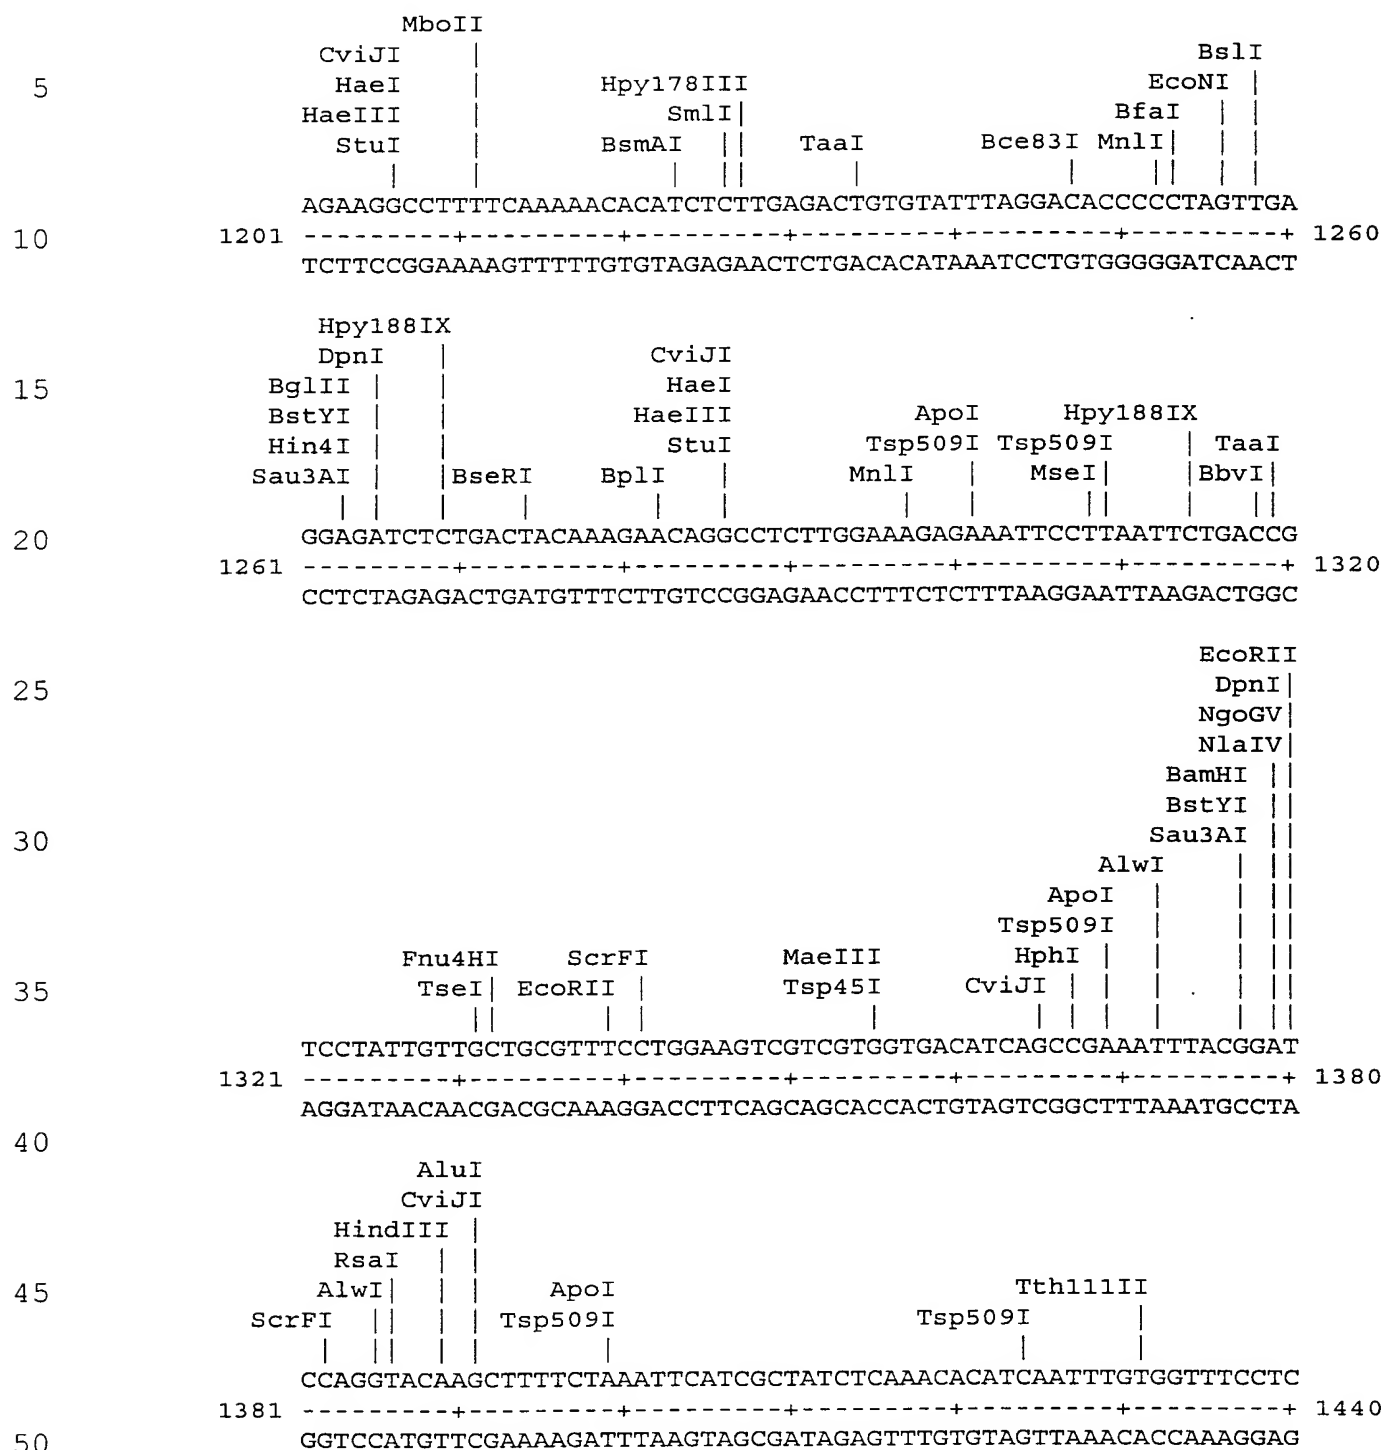 MboII
CviJI
BslI
5 HaeI Hpy178III EcoNI
HaeIII SmlI BfaI
StuI BsmAI TaaI Bce83I MnlI
AGAAGGCCTTTTCAAAAACACATCTCTTGAGACTGTGTATTTAGGACACCCCCTAGTTGA
10 1201 ---------+---------+---------+---------+---------+---------+ 1260
TCTTCCGGAAAAGTTTTTGTGTAGAGAACTCTGACACATAAATCCTGTGGGGGATCAACT
Hpy188IX
DpnI CviJI
15 BglII HaeI
BstYI HaeIII ApoI Hpy188IX
Hin4I StuI Tsp509I Tsp509I TaaI
Sau3AI BseRI BplI MnlI MseI BbvI
20 GGAGATCTCTGACTACAAAGAACAGGCCTCTTGGAAAGAGAAATTCCTTAATTCTGACCG
1261 ---------+---------+---------+---------+---------+---------+ 1320
CCTCTAGAGACTGATGTTTCTTGTCCGGAGAACCTTTCTCTTTAAGGAATTAAGACTGGC
EcoRII
25 DpnI
NgoGV
NlaIV
BamHI
BstYI
30 Sau3AI
AlwI
ApoI
Tsp509I
Fnu4HI ScrFI MaeIII HphI
35 TseI EcoRII Tsp45I CviJI
TCCTATTGTTGCTGCGTTTCCTGGAAGTCGTCGTGGTGACATCAGCCGAAATTTACGGAT
1321 ---------+---------+---------+---------+---------+---------+ 1380
AGGATAACAACGACGCAAAGGACCTTCAGCAGCACCACTGTAGTCGGCTTTAAATGCCTA
40
AluI
CviJI
HindIII
RsaI
45 AlwI ApoI Tth111II
ScrFI Tsp509I Tsp509I
CCAGGTACAAGCTTTTCTAAATTCATCGCTATCTCAAACACATCAATTTGTGGTTTCCTC
1381 ---------+---------+---------+---------+---------+---------+ 1440
50 GGTCCATGTTCGAAAAGATTTAAGTAGCGATAGAGTTTGTGTAGTTAAACACCAAAGGAG